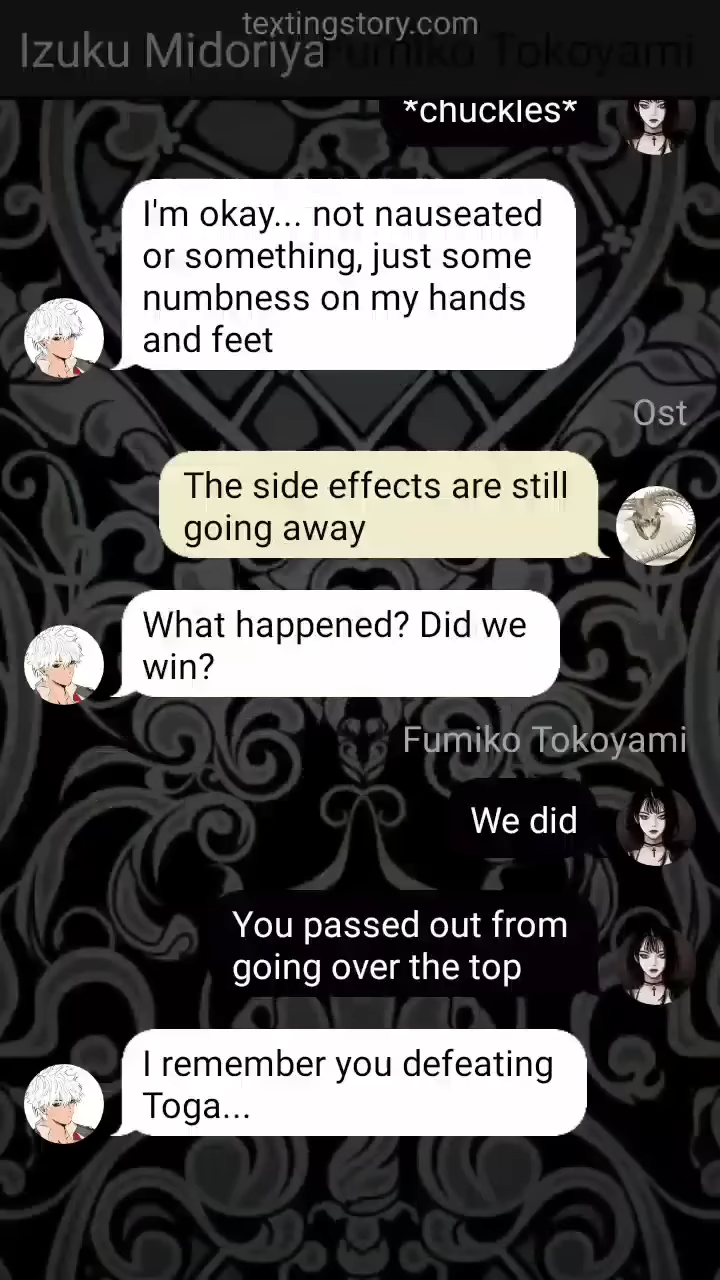 textingstory.com
Izuku Midoriya
Fumiko Tokoyami
*chuckles*
I'm okay... not nauseated
or something, just some
numbness on my hands
and feet
Ost
The side effects are still
going away
What happened? Did we
win?
Fumiko Tokoyami
We did
You passed out from
going over the top
I remember you defeating
Toga...